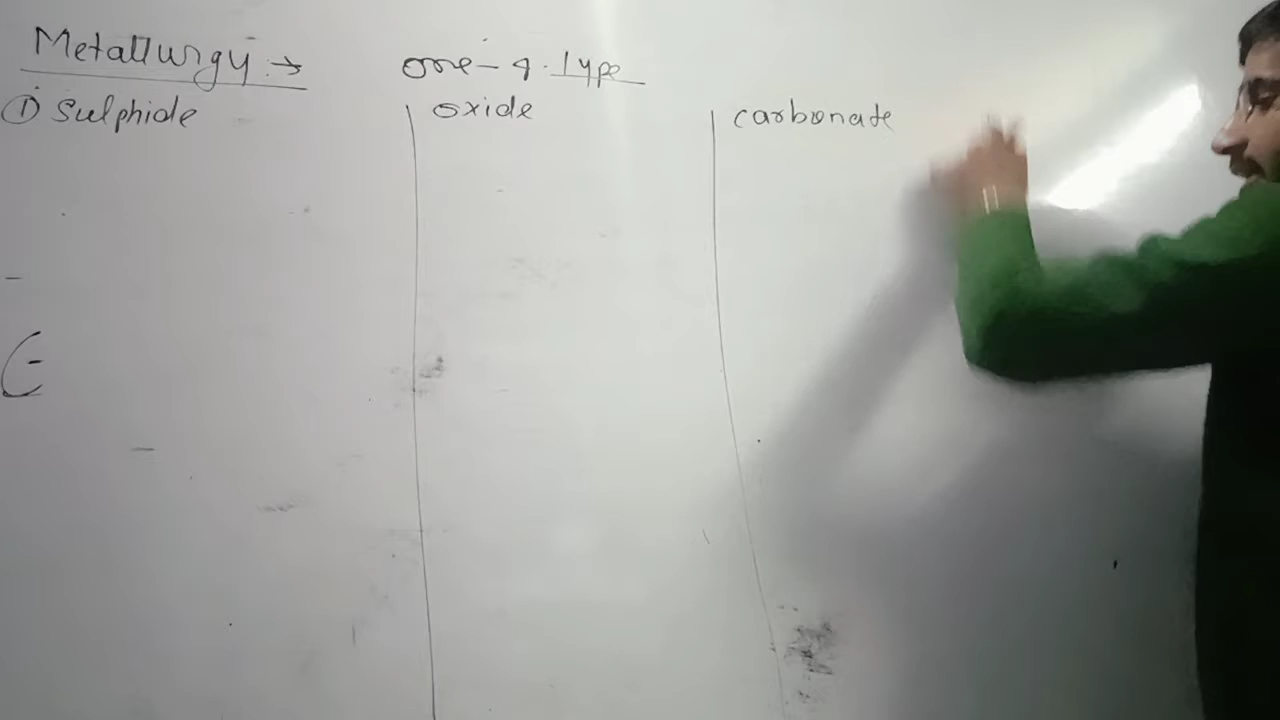 Metallurgy :→ ore - 4 . type
① Sulphide oxide carbonate